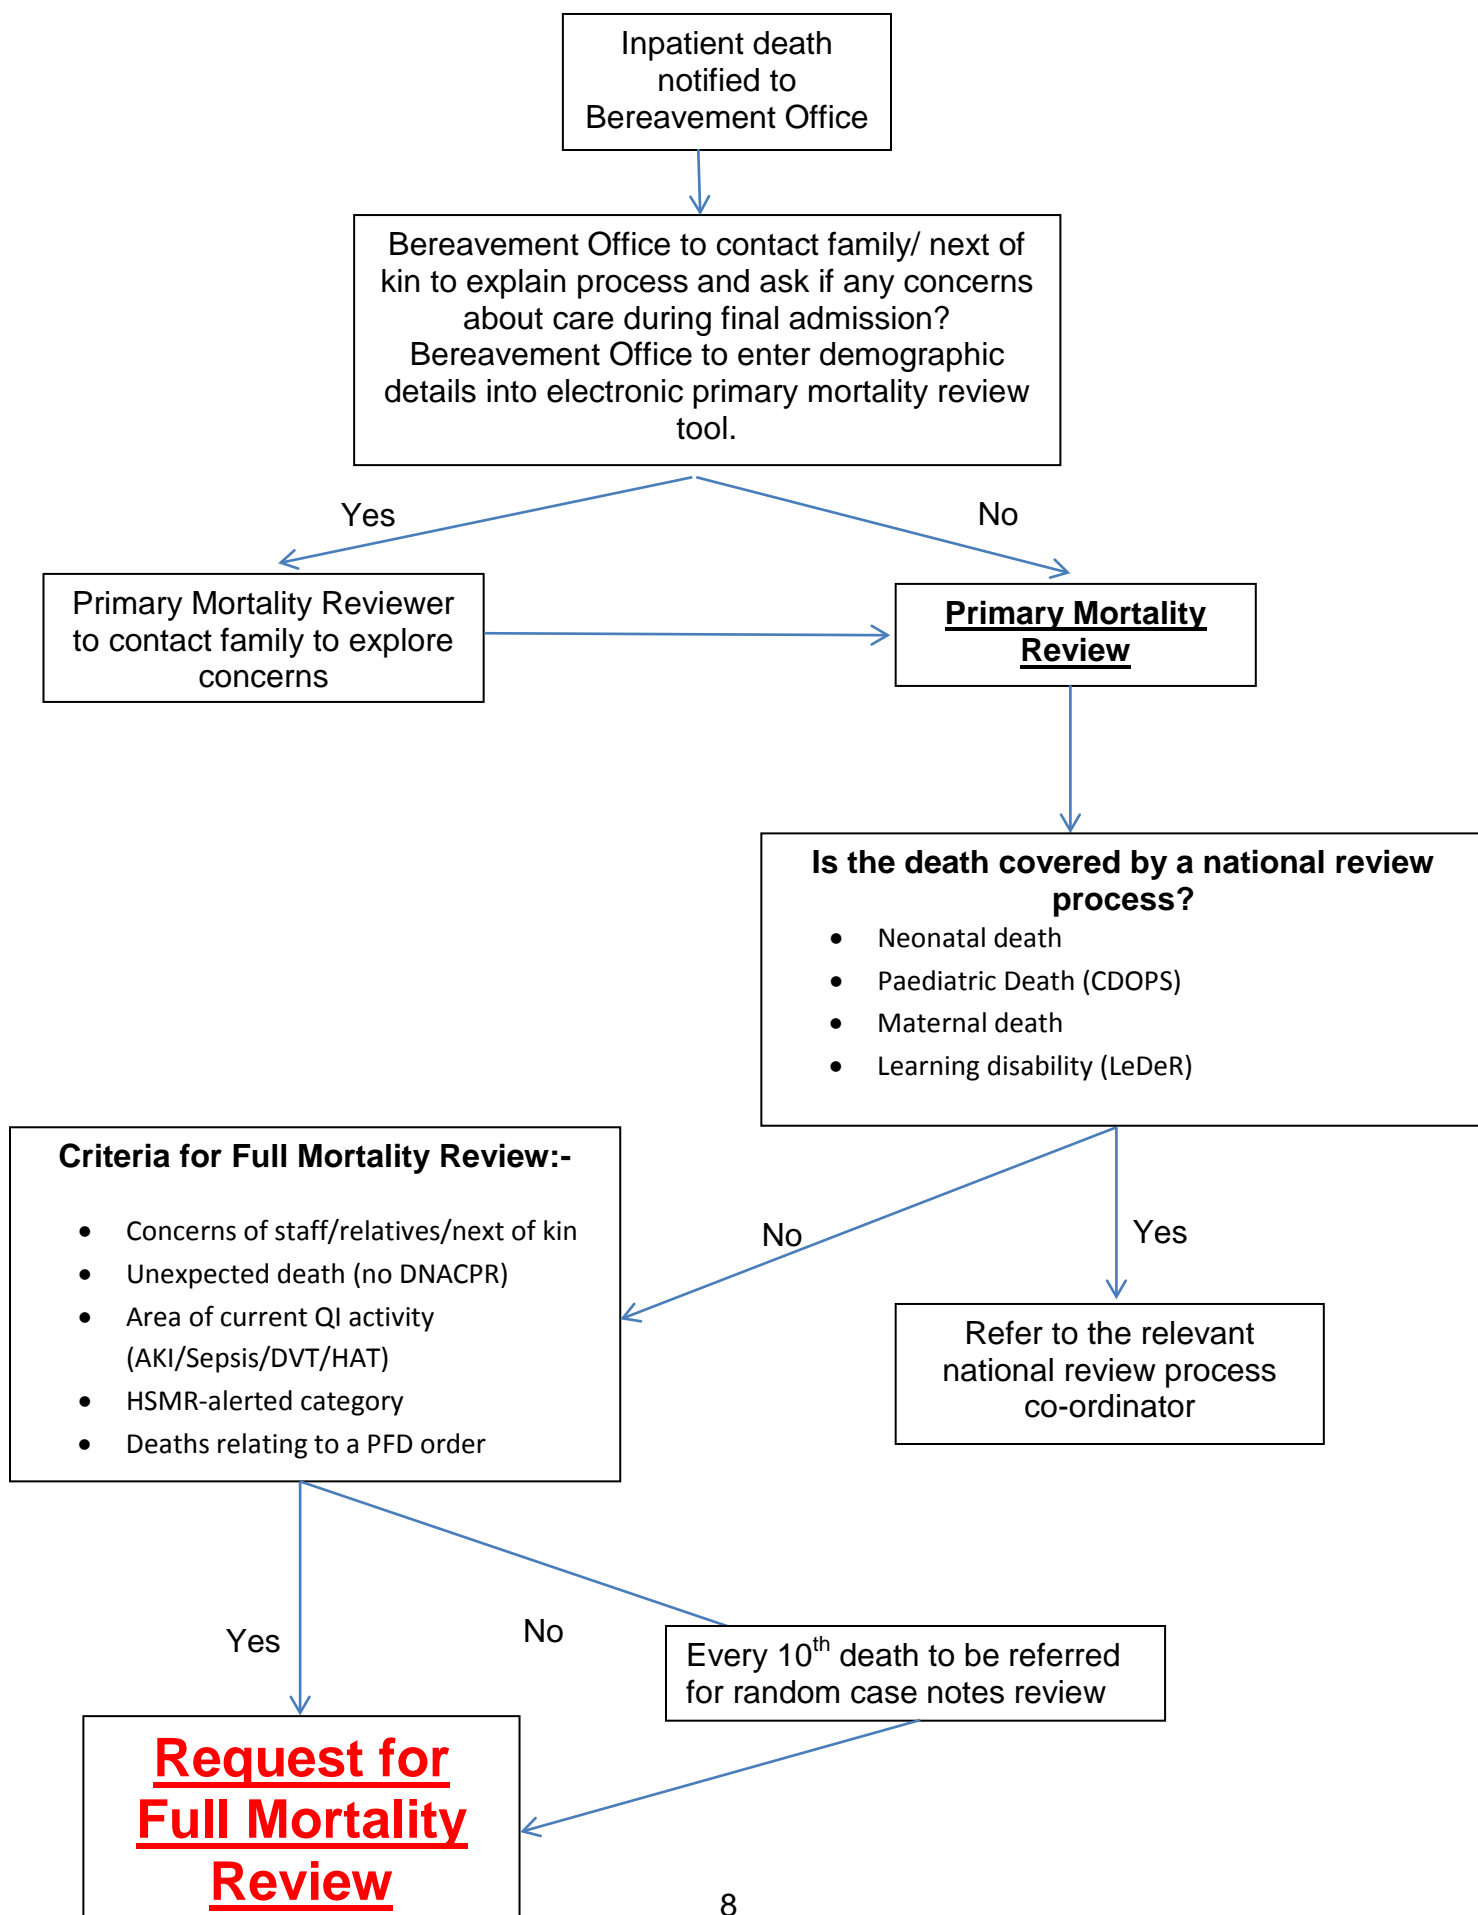 Inpatient death
notified to
Bereavement Office
Bereavement Office to contact family/ next of
kin to explain process and ask if any concerns
about care during final admission?
Bereavement Office to enter demographic
details into electronic primary mortality review
tool.
Yes
No
Primary Mortality Reviewer
to contact family to explore
concerns
Primary Mortality
Review
Is the death covered by a national review
process?
• Neonatal death
• Paediatric Death (CDOPS)
• Maternal death
• Learning disability (LeDeR)
Criteria for Full Mortality Review:-
• Concerns of staff/relatives/next of kin
• Unexpected death (no DNACPR)
• Area of current QI activity
(AKI/Sepsis/DVT/HAT)
• HSMR-alerted category
• Deaths relating to a PFD order
No
Yes
Refer to the relevant
national review process
co-ordinator
Yes
No
Every 10th death to be referred
for random case notes review
Request for
Full Mortality
Review
8